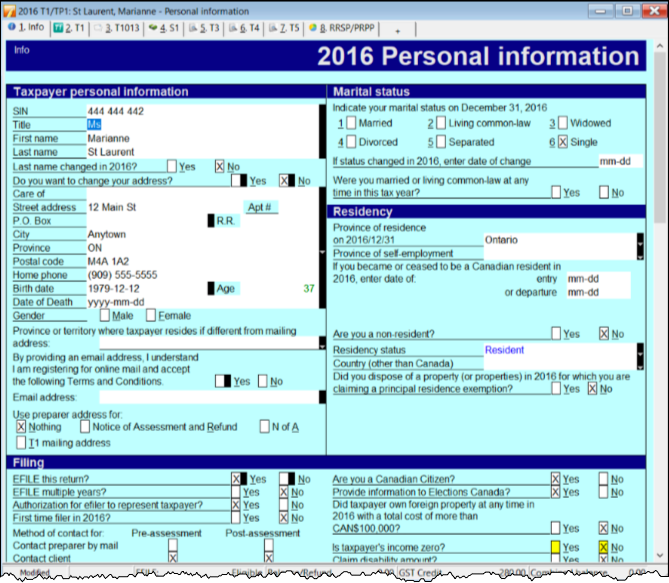 2016 T1/TP1: St Laurent, Marianne - Personal information
1. Info 2. T1 3. T1013 4. S1 5. T3 6. T4 7. T5 8. RRSP/PRPP +
Info
2016 Personal information
Taxpayer personal information
SIN 444 444 442
Title Ms
First name Marianne
Last name St Laurent
Last name changed in 2016? Yes X No
Do you want to change your address? Yes X No
Care of
Street address 12 Main St Apt #
P.O. Box R.R.
City Anytown
Province ON
Postal code M4A 1A2
Home phone (909) 555-5555
Birth date 1979-12-12 Age 37
Date of Death yyyy-mm-dd
Gender Male Female
Province or territory where taxpayer resides if different from mailing
address:
By providing an email address, I understand
I am registering for online mail and accept
the following Terms and Conditions. Yes No
Email address:
Use preparer address for:
X Nothing Notice of Assessment and Refund N of A
T1 mailing address
Marital status
Indicate your marital status on December 31, 2016
1 Married 2 Living common-law 3 Widowed
4 Divorced 5 Separated 6 X Single
If status changed in 2016, enter date of change mm-dd
Were you married or living common-law at any
time in this tax year? Yes No
Residency
Province of residence
on 2016/12/31 Ontario
Province of self-employment
If you became or ceased to be a Canadian resident in
2016, enter date of: entry mm-dd
or departure mm-dd
Are you a non-resident? Yes X No
Residency status Resident
Country (other than Canada)
Did you dispose of a property (or properties) in 2016 for which you are
claiming a principal residence exemption? Yes X No
Filing
EFILE this return? X Yes No
EFILE multiple years? Yes X No
Authorization for efiler to represent taxpayer? X Yes No
First time filer in 2016? Yes X No
Method of contact for: Pre-assessment Post-assessment
Contact preparer by mail
Contact client X X
Are you a Canadian Citizen? X Yes No
Provide information to Elections Canada? X Yes No
Did taxpayer own foreign property at any time in
2016 with a total cost of more than
CAN$100,000? Yes X No
Is taxpayer's income zero? Yes X No
Claim disability amount? Yes
Modified EFILE: GST Credit 280.00